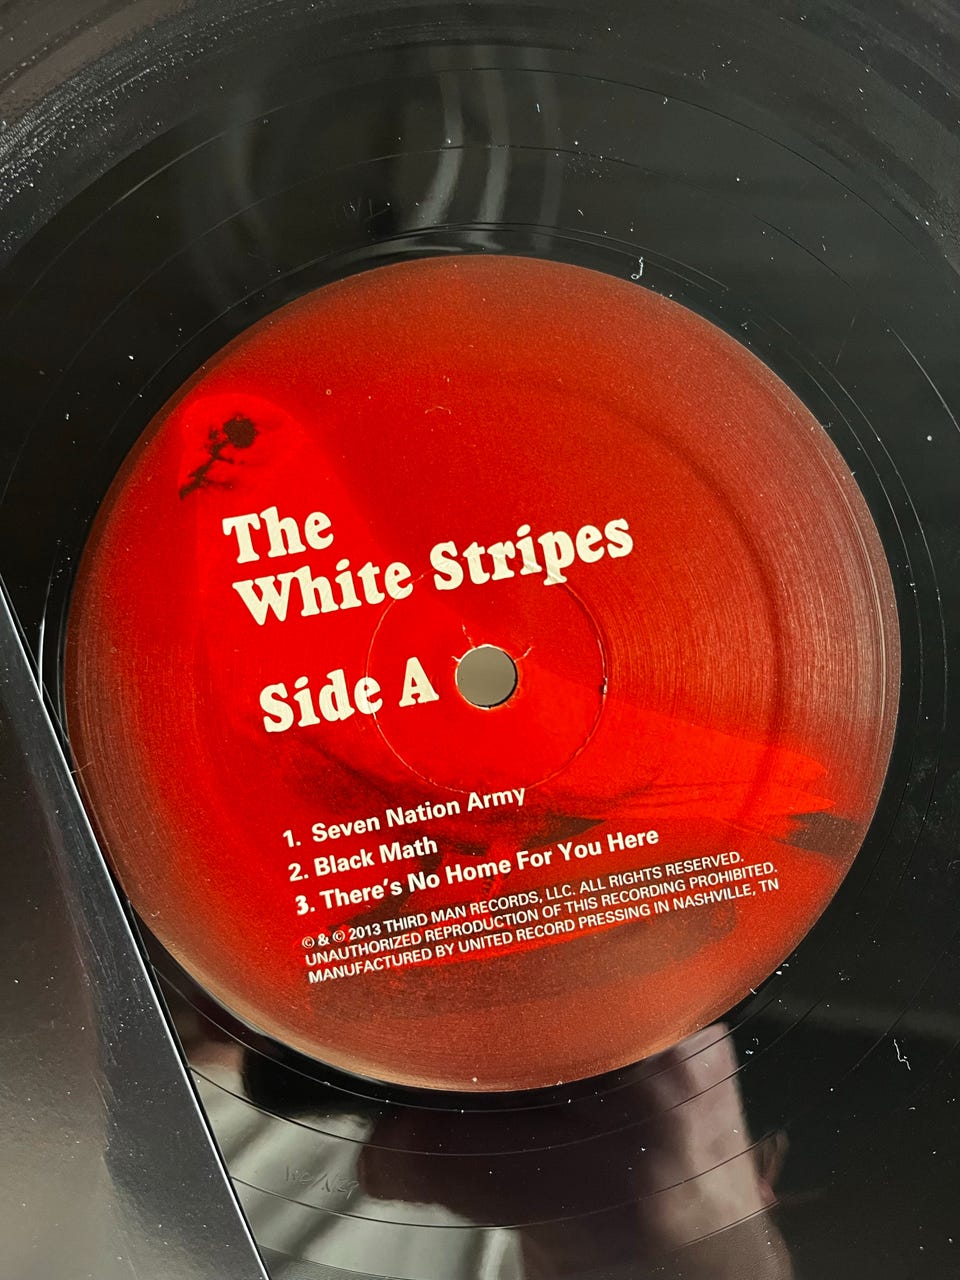 The
White Stripes
Side A
1. Seven Nation Army
2. Black Math
3. There's No Home For You Here
© & © 2013 THIRD MAN RECORDS, LLC. ALL RIGHTS RESERVED.
UNAUTHORIZED REPRODUCTION OF THIS RECORDING PROHIBITED.
MANUFACTURED BY UNITED RECORD PRESSING IN NASHVILLE, TN